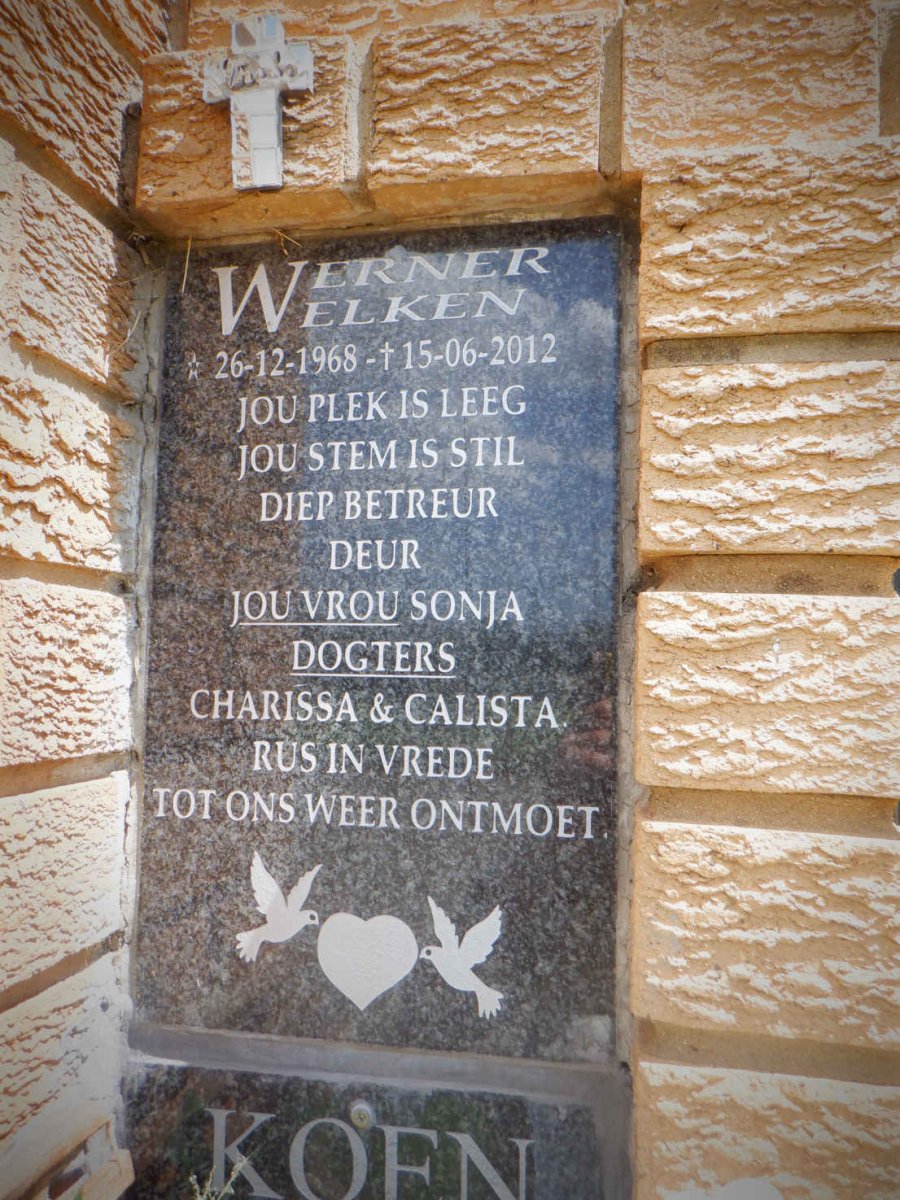 WERNER
WELKEN
☆ 26-12-1968 - † 15-06-2012
JOU PLEK IS LEEG
JOU STEM IS STIL
DIEP BETREUR
DEUR
JOU VROU SONJA
DOGTERS
CHARISSA & CALISTA.
RUS IN VREDE
TOT ONS WEER ONTMOET.
KOEN